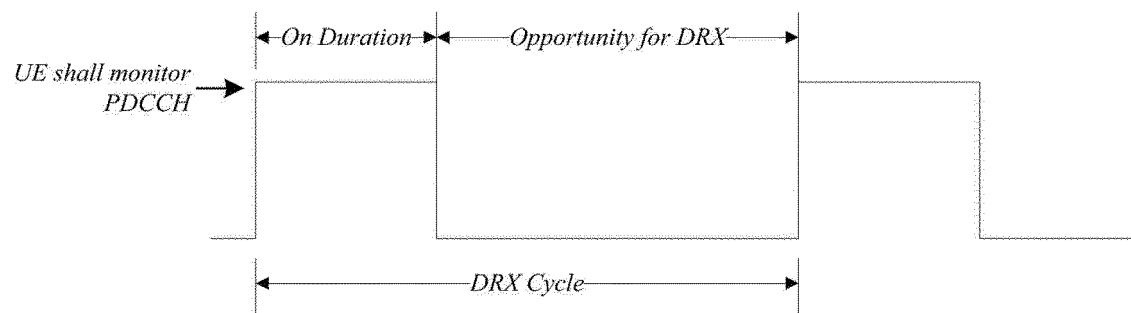 On Duration
Opportunity for DRX
UE shall monitor
PDCCH
DRX Cycle